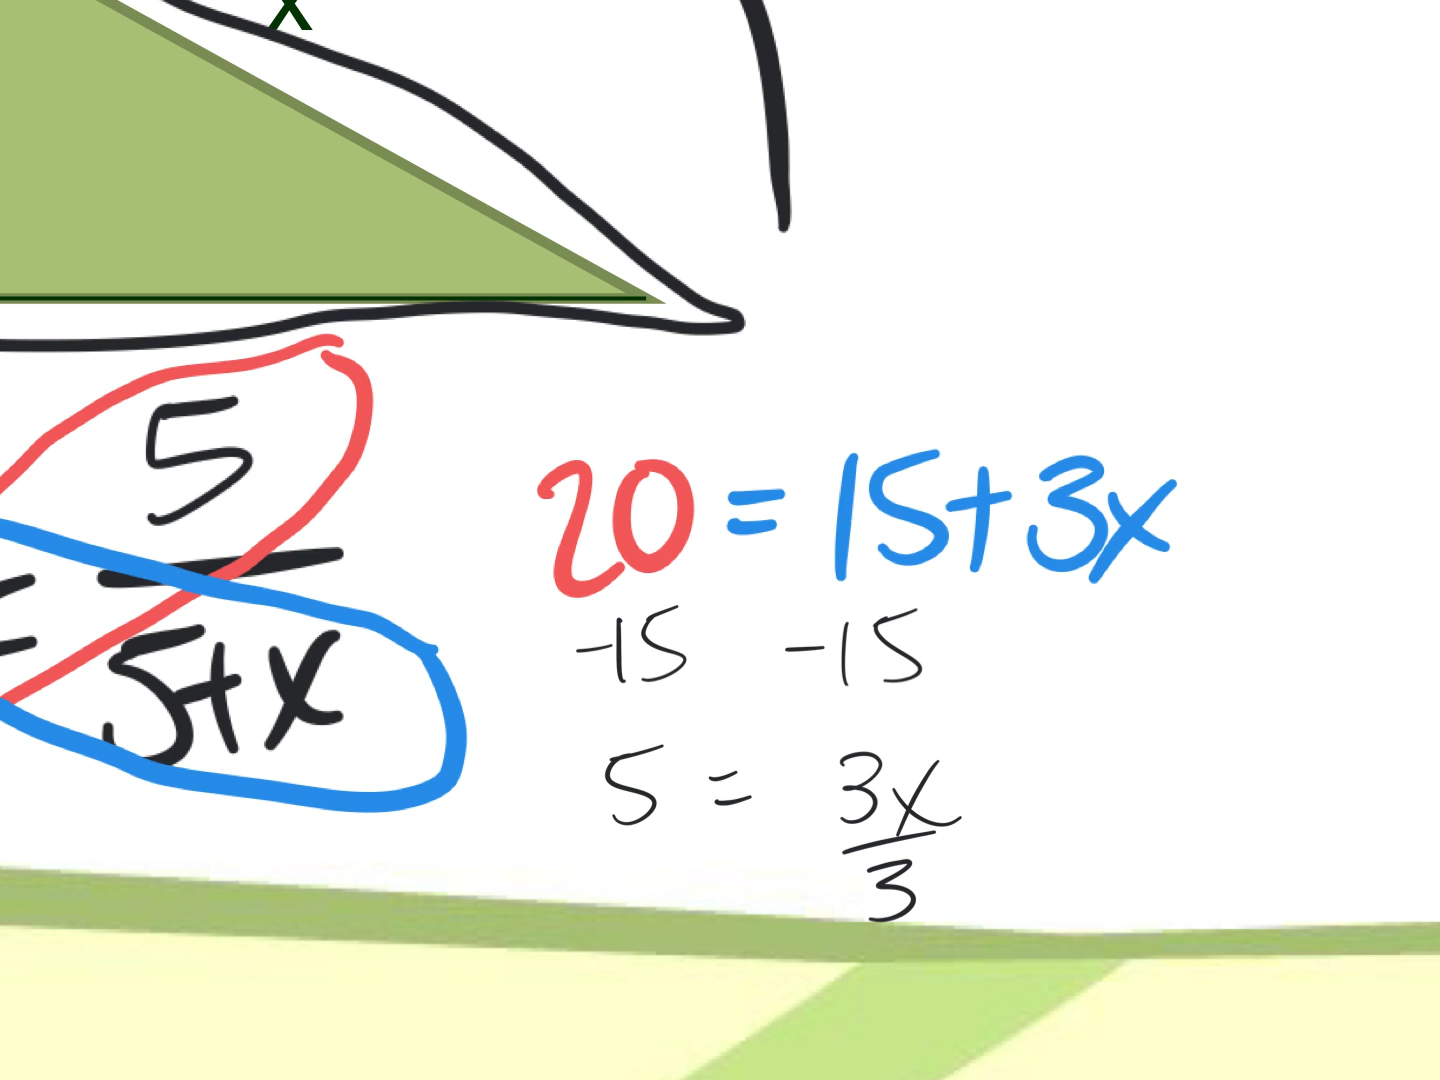 x
5
= 5+x
20 = 15+3x
-15 -15
5 = 3x
3